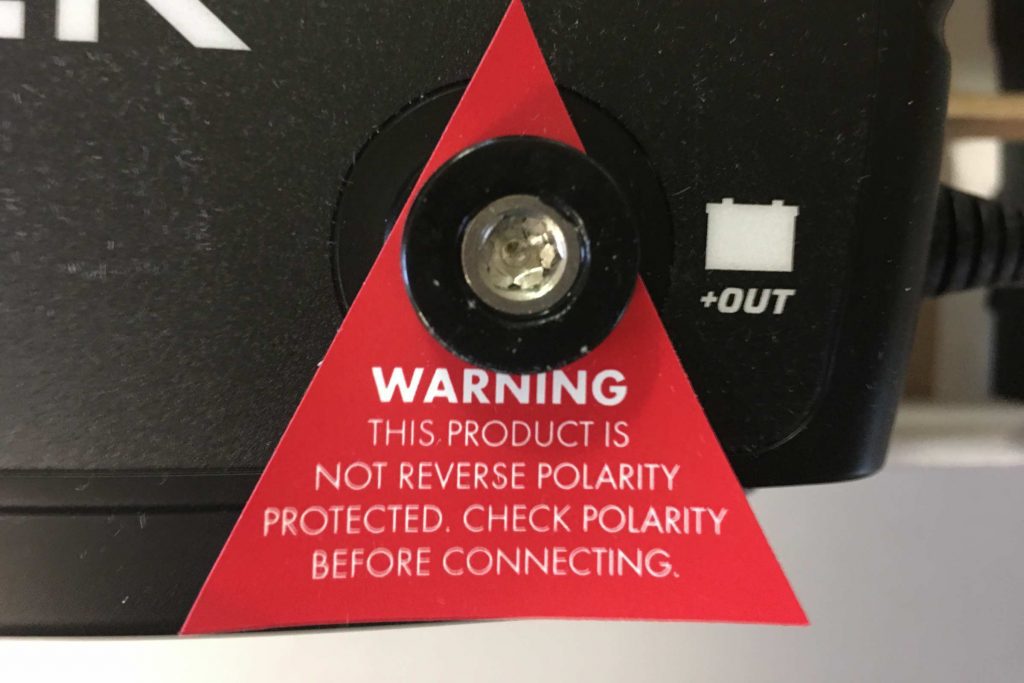 +OUT
WARNING
THIS PRODUCT IS
NOT REVERSE POLARITY
PROTECTED. CHECK POLARITY
BEFORE CONNECTING.